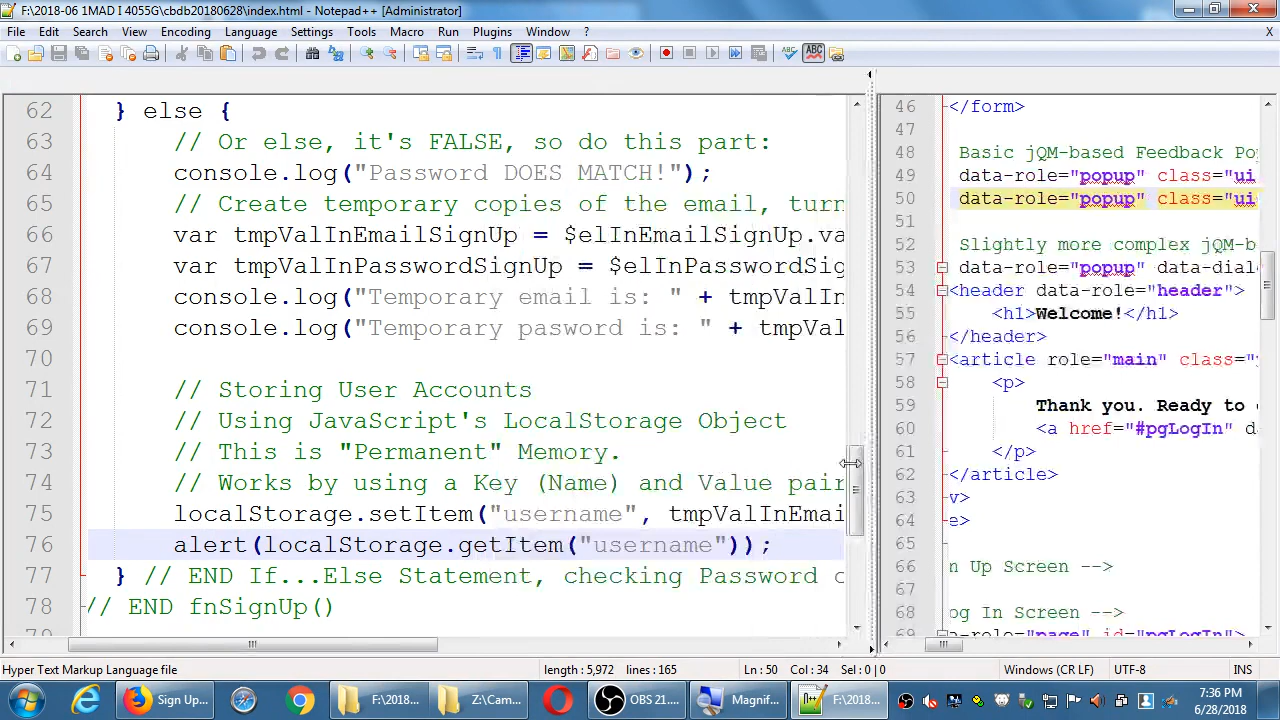 F:\2018-06 1MAD I 4055G\cbdb20180628\index.html - Notepad++ [Administrator]
File Edit Search View Encoding Language Settings Tools Macro Run Plugins Window ? X
62 } else {
63 // Or else, it's FALSE, so do this part:
64 console.log("Password DOES MATCH!");
65 // Create temporary copies of the email, turn
66 var tmpValInEmailSignUp = $elInEmailSignUp.va
67 var tmpValInPasswordSignUp = $elInPasswordSig
68 console.log("Temporary email is: " + tmpValIn
69 console.log("Temporary pasword is: " + tmpVal
70
71 // Storing User Accounts
72 // Using JavaScript's LocalStorage Object
73 // This is "Permanent" Memory.
74 // Works by using a Key (Name) and Value pair
75 localStorage.setItem("username", tmpValInEmai
76 alert(localStorage.getItem("username"));
77 } // END If...Else Statement, checking Password
78 // END fnSignUp()
46 </form>
47
48 Basic jQM-based Feedback Po
49 data-role="popup" class="ui
50 data-role="popup" class="ui
51
52 Slightly more complex jQM-b
53 data-role="popup" data-dial
54 <header data-role="header">
55 <h1>Welcome!</h1>
56 </header>
57 <article role="main" class="
58 <p>
59 Thank you. Ready to
60 <a href="#pgLogIn" d
61 </p>
62 </article>
63 v>
64 e>
65
66 n Up Screen -->
67
68 og In Screen -->
69 a-role="page" id="pgLogIn">
Hyper Text Markup Language file length : 5,972 lines : 165 Ln : 50 Col : 34 Sel : 0 | 0 Windows (CR LF) UTF-8 INS
Sign Up... F:\2018... Z:\Cam... OBS 21.... Magnif... F:\2018... 7:36 PM
6/28/2018